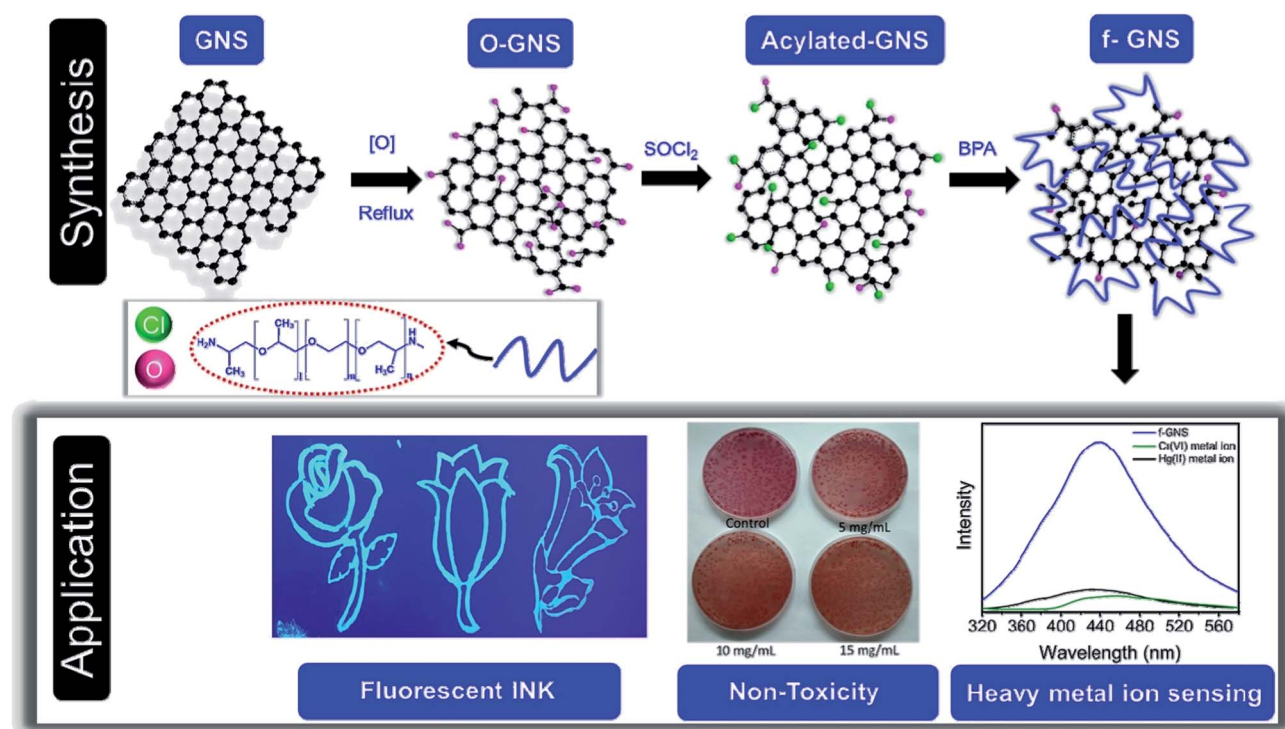 Synthesis
GNS
O-GNS
Acylated-GNS
f- GNS
[O]
Reflux
SOCl₂
BPA
Cl
O
H₂N
CH₃
CH₃
O
l
O
m
O
H₃C
n
H
N
Application
Control
5 mg/mL
10 mg/mL
15 mg/mL
f-GNS
Cr(VI) metal ion
Hg(II) metal ion
Intensity
320 360 400 440 480 520 560
Wavelength (nm)
Fluorescent INK
Non-Toxicity
Heavy metal ion sensing